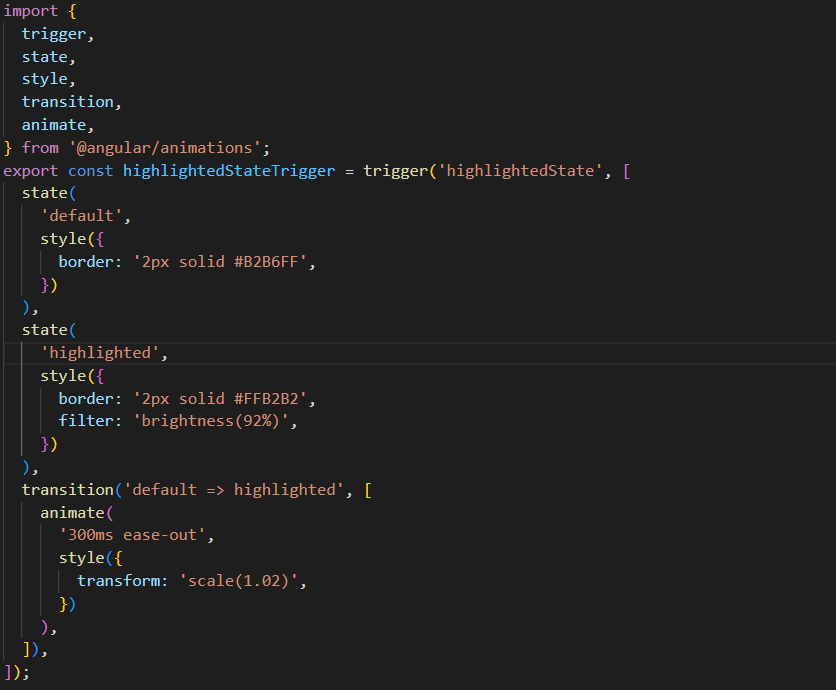 import {
  trigger,
  state,
  style,
  transition,
  animate,
} from '@angular/animations';
export const highlightedStateTrigger = trigger('highlightedState', [
  state(
    'default',
    style({
      border: '2px solid #B2B6FF',
    })
  ),
  state(
    'highlighted',
    style({
      border: '2px solid #FFB2B2',
      filter: 'brightness(92%)',
    })
  ),
  transition('default => highlighted', [
    animate(
      '300ms ease-out',
      style({
        transform: 'scale(1.02)',
      })
    ),
  ]),
]);